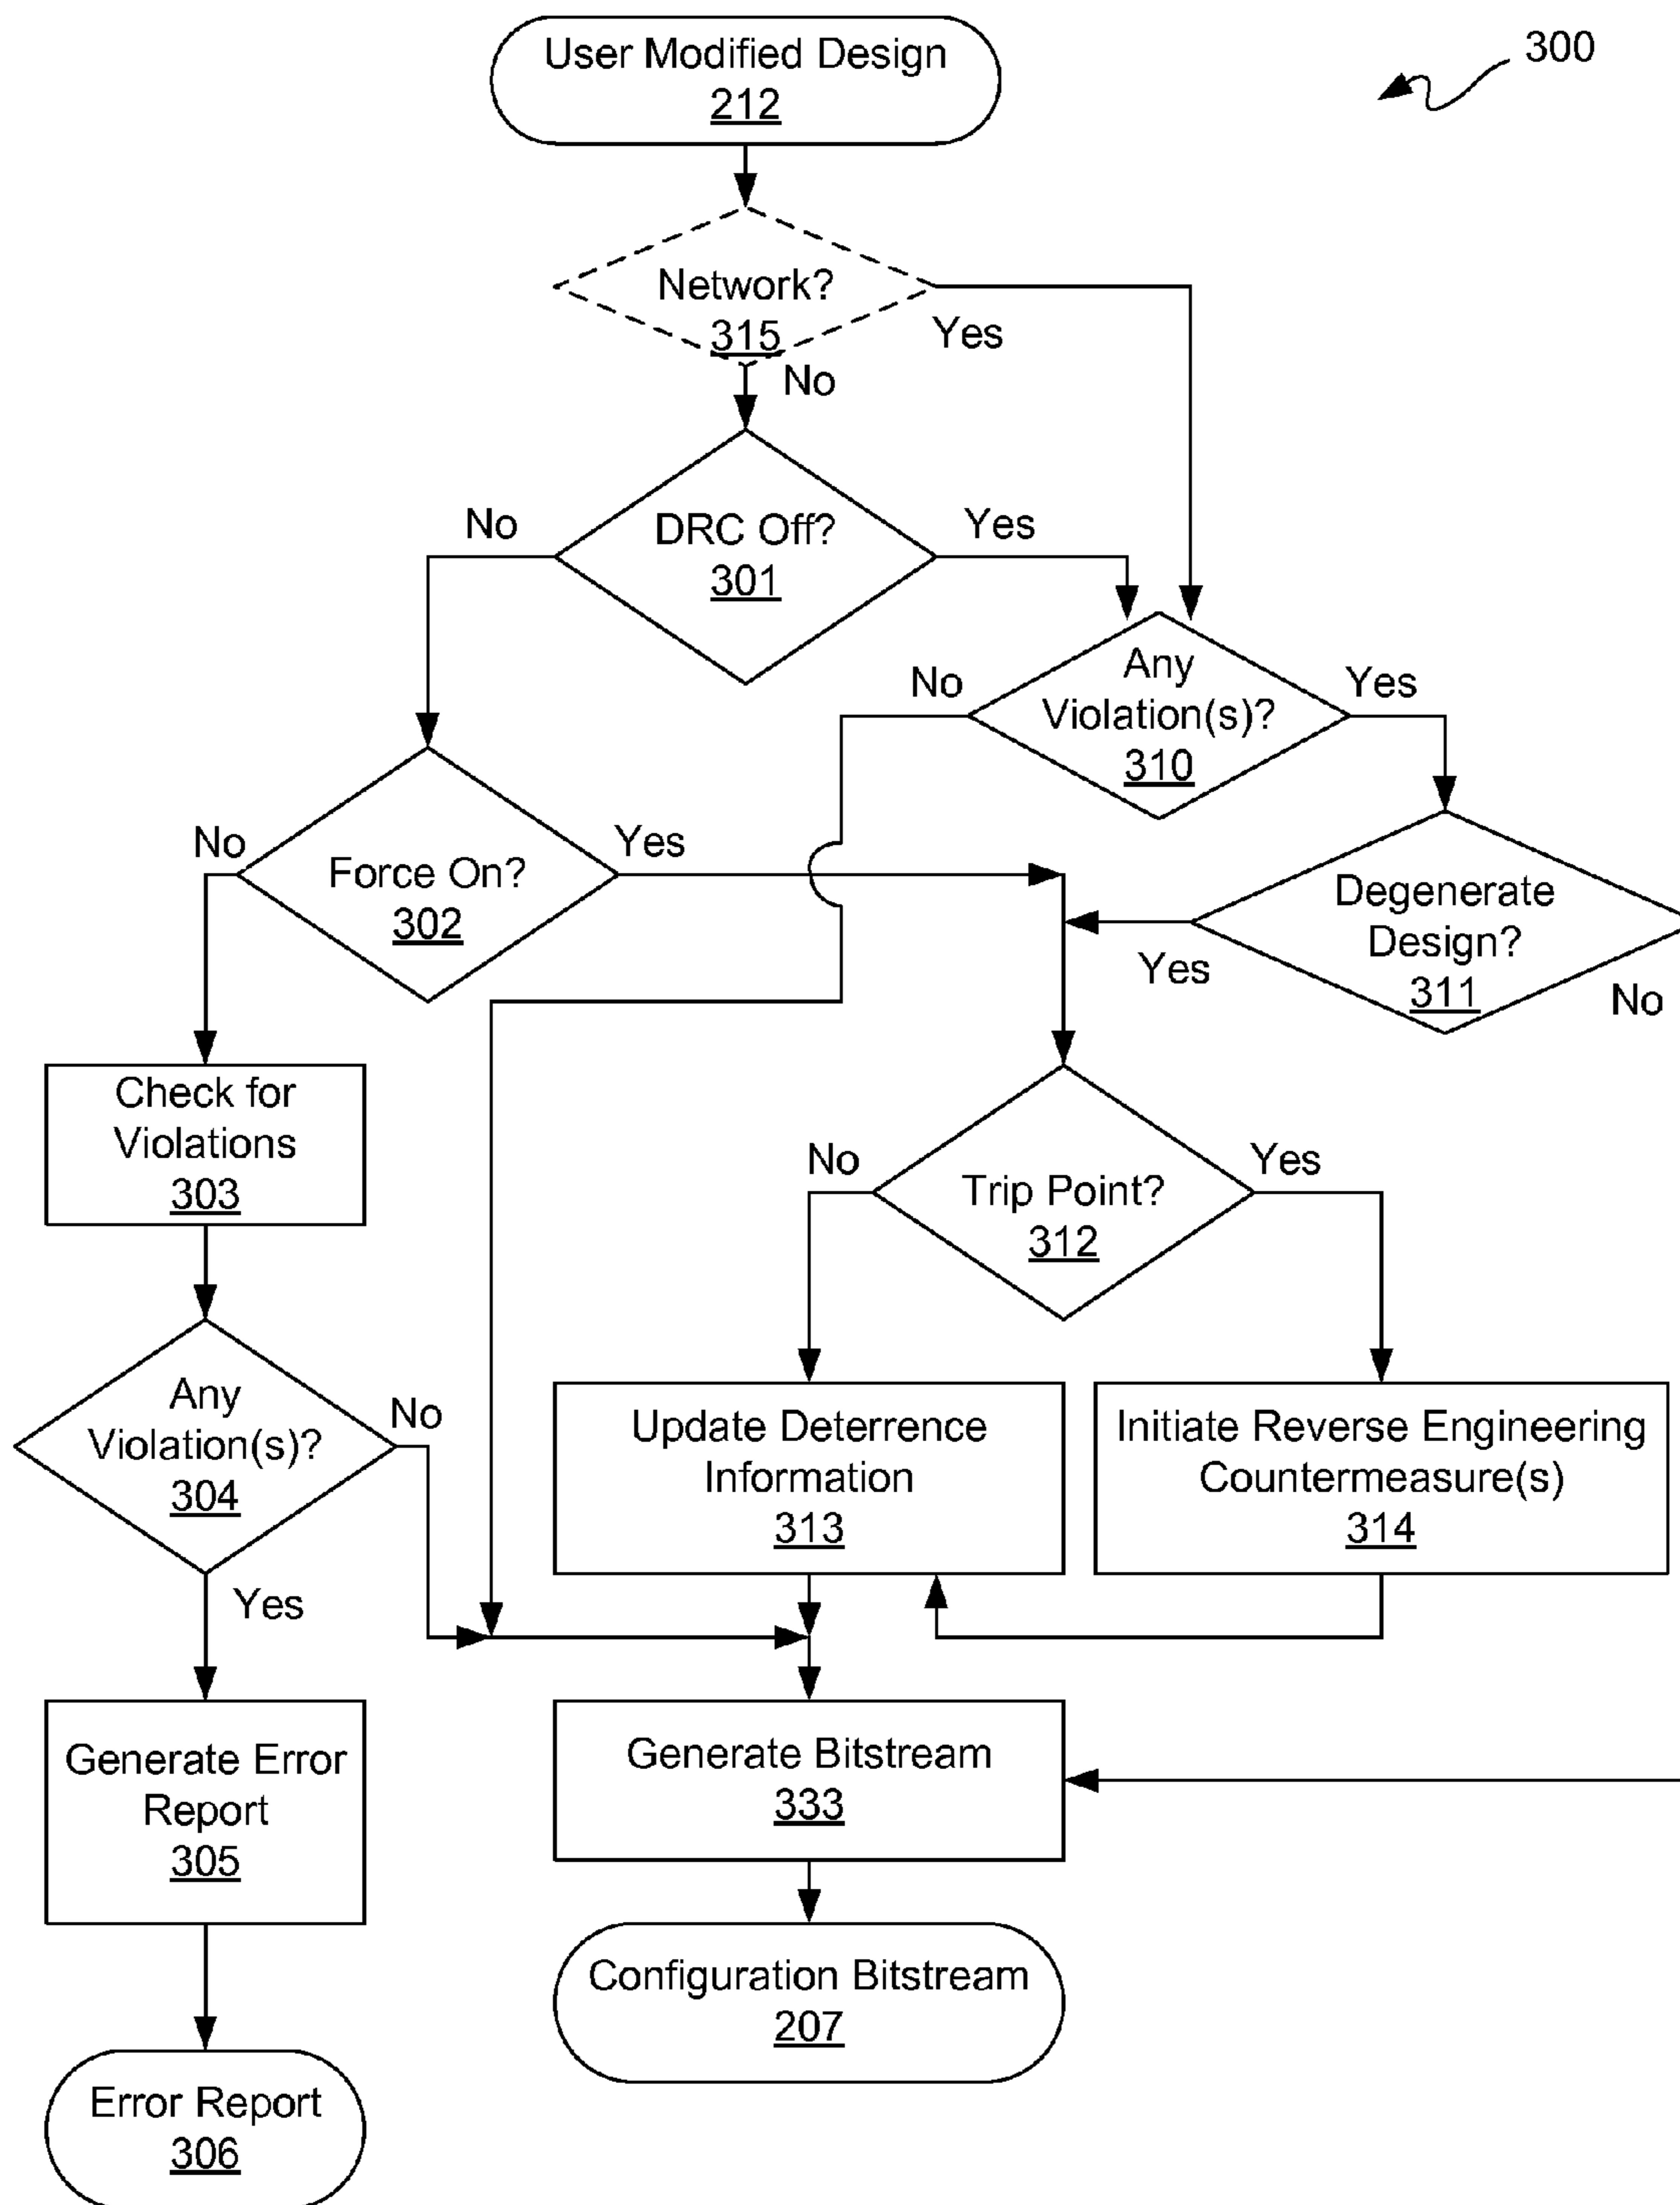 User Modified Design
212
300
Network?
315
Yes
No
DRC Off?
301
No
Yes
Any
Violation(s)?
310
No
Yes
Force On?
302
No
Yes
Degenerate
Design?
311
Yes
No
Check for
Violations
303
Trip Point?
312
No
Yes
Any
Violation(s)?
304
No
Yes
Update Deterrence
Information
313
Initiate Reverse Engineering
Countermeasure(s)
314
Generate Error
Report
305
Generate Bitstream
333
Configuration Bitstream
207
Error Report
306